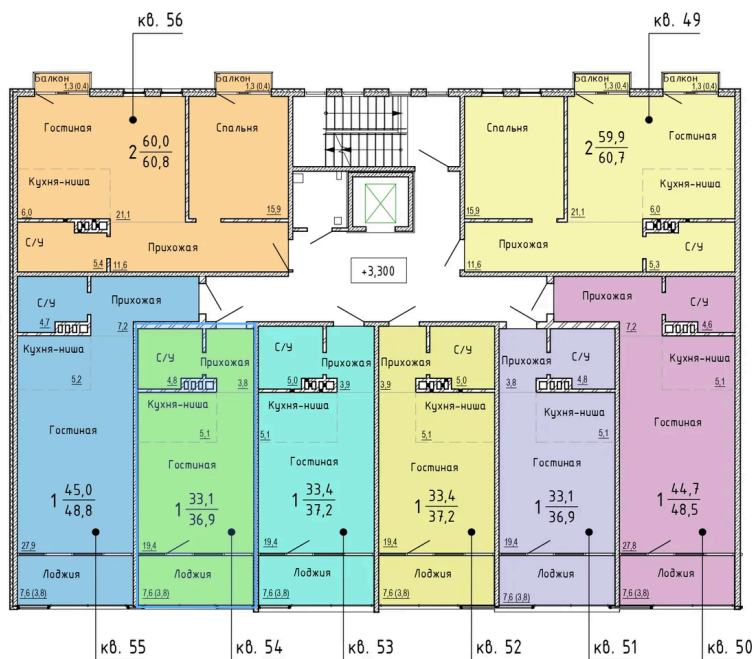 кв. 56
кв. 49
Балкон
1,3 (0,4)
Балкон
1,3 (0,4)
Балкон
1,3 (0,4)
Балкон
1,3 (0,4)
Гостиная
2 60,0
60,8
Спальня
Кухня-ниша
6,0
21,1
15,9
С/У
5,4
Прихожая
11,6
Спальня
2 59,9
60,7
Гостиная
Кухня-ниша
15,9
21,1
6,0
Прихожая
11,6
С/У
5,3
+3,300
С/У
4,7
Прихожая
7,2
Кухня-ниша
5,2
Гостиная
1 45,0
48,8
27,9
Лоджия
7,6 (3,8)
С/У
4,8
Прихожая
3,8
Кухня-ниша
5,1
Гостиная
1 33,1
36,9
19,4
Лоджия
7,6 (3,8)
С/У
5,0
Прихожая
3,9
Кухня-ниша
5,1
Гостиная
1 33,4
37,2
19,4
Лоджия
7,6 (3,8)
Прихожая
3,9
С/У
5,0
Кухня-ниша
5,1
Гостиная
1 33,4
37,2
19,4
Лоджия
7,6 (3,8)
Прихожая
3,8
С/У
4,8
Кухня-ниша
5,1
Гостиная
1 33,1
36,9
19,4
Лоджия
7,6 (3,8)
Прихожая
7,2
С/У
4,6
Кухня-ниша
5,1
Гостиная
1 44,7
48,5
27,8
Лоджия
7,6 (3,8)
кв. 55
кв. 54
кв. 53
кв. 52
кв. 51
кв. 50